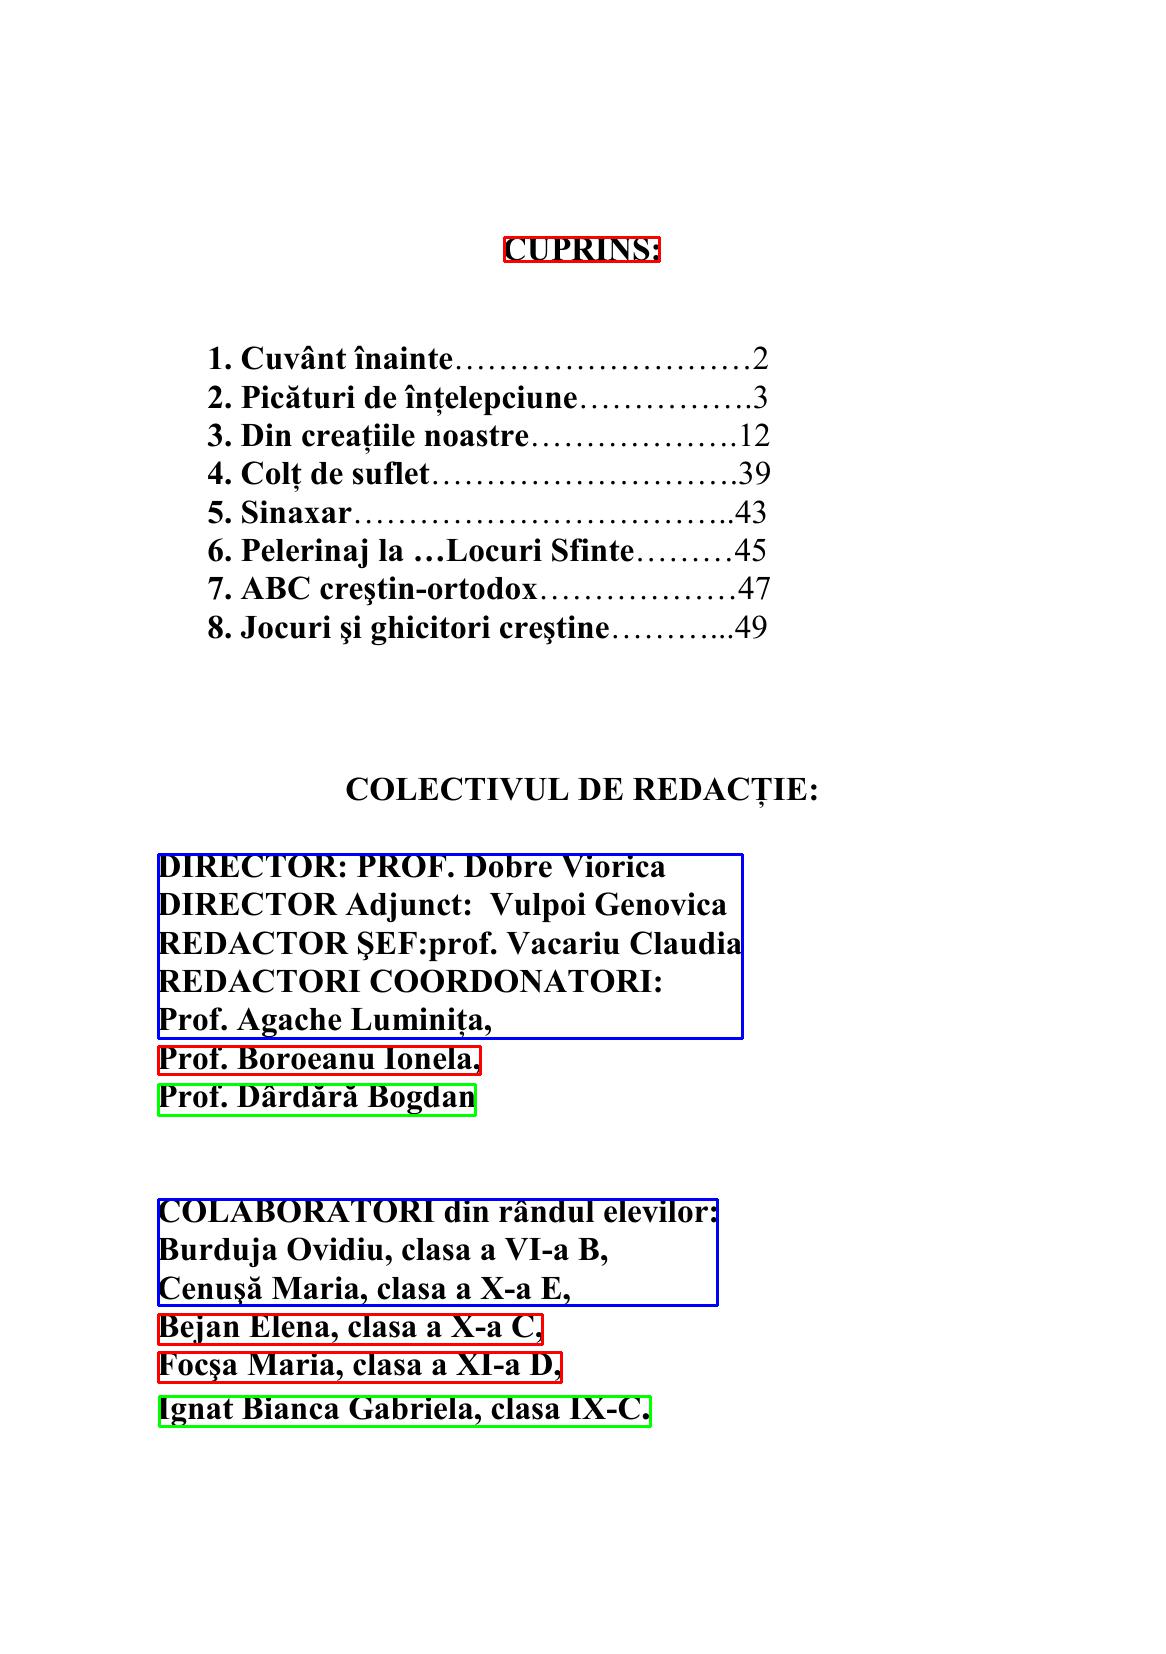 CUPRINS:
1. Cuvânt înainte………………………2
2. Picături de înțelepciune…………….3
3. Din creațiile noastre……………….12
4. Colț de suflet……………………….39
5. Sinaxar……………………………..43
6. Pelerinaj la …Locuri Sfinte………45
7. ABC creştin-ortodox………………47
8. Jocuri şi ghicitori creştine………...49
COLECTIVUL DE REDACȚIE:
DIRECTOR: PROF. Dobre Viorica
DIRECTOR Adjunct:  Vulpoi Genovica
REDACTOR ŞEF:prof. Vacariu Claudia
REDACTORI COORDONATORI:
Prof. Agache Luminița,
Prof. Boroeanu Ionela,
Prof. Dârdără Bogdan
COLABORATORI din rândul elevilor:
Burduja Ovidiu, clasa a VI-a B,
Cenuşă Maria, clasa a X-a E,
Bejan Elena, clasa a X-a C,
Focşa Maria, clasa a XI-a D,
Ignat Bianca Gabriela, clasa IX-C.